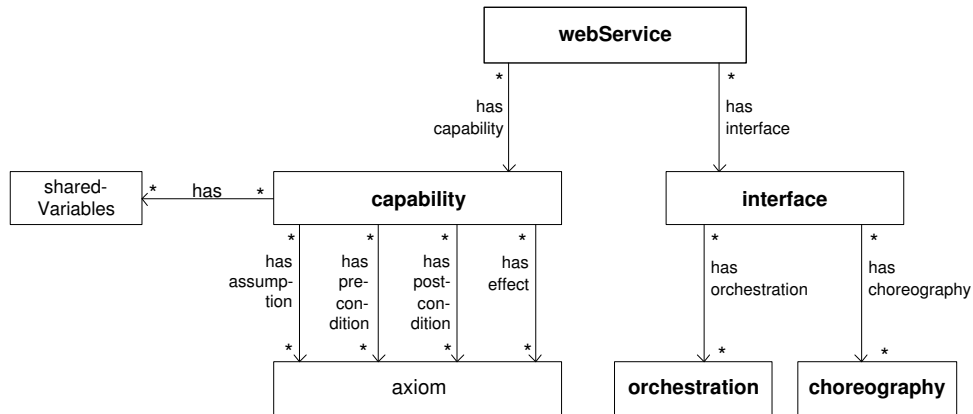 webService
* *
has
capability
has
interface
shared-
Variables
* has *
capability
interface
* * * *
has
assump-
tion
has
pre-
con-
dition
has
post-
con-
dition
has
effect
* *
has
orchestration
has
choreography
* * * *
* *
axiom
orchestration
choreography